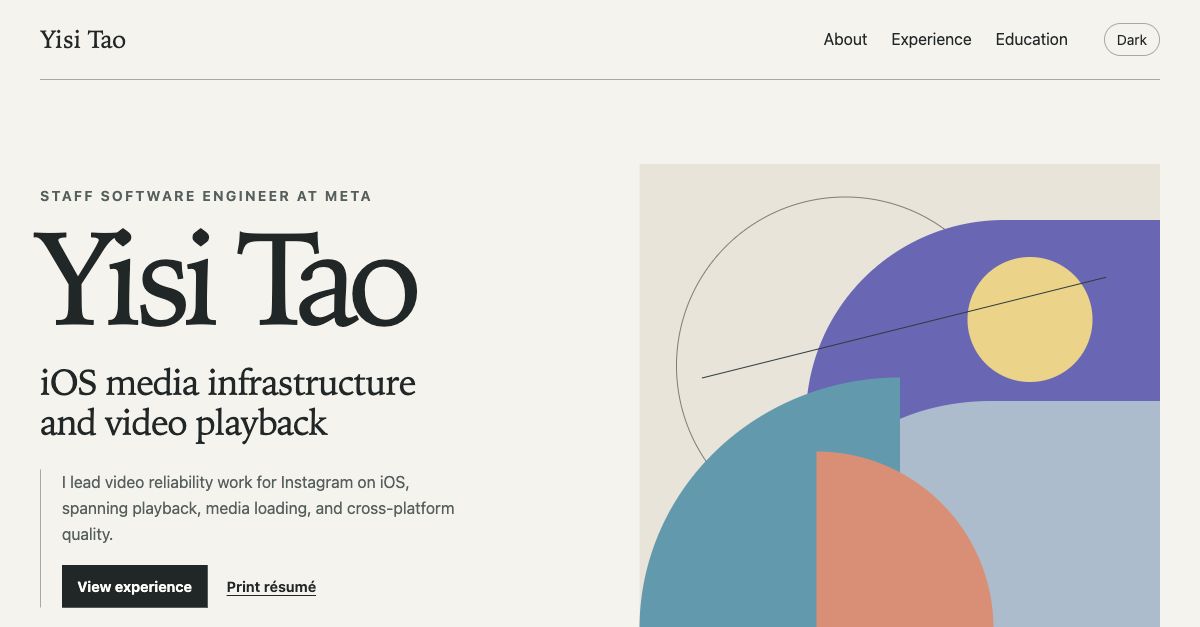 Yisi Tao
About
Experience
Education
Dark
STAFF SOFTWARE ENGINEER AT META
Yisi Tao
iOS media infrastructure
and video playback
I lead video reliability work for Instagram on iOS,
spanning playback, media loading, and cross-platform
quality.
View experience
Print résumé